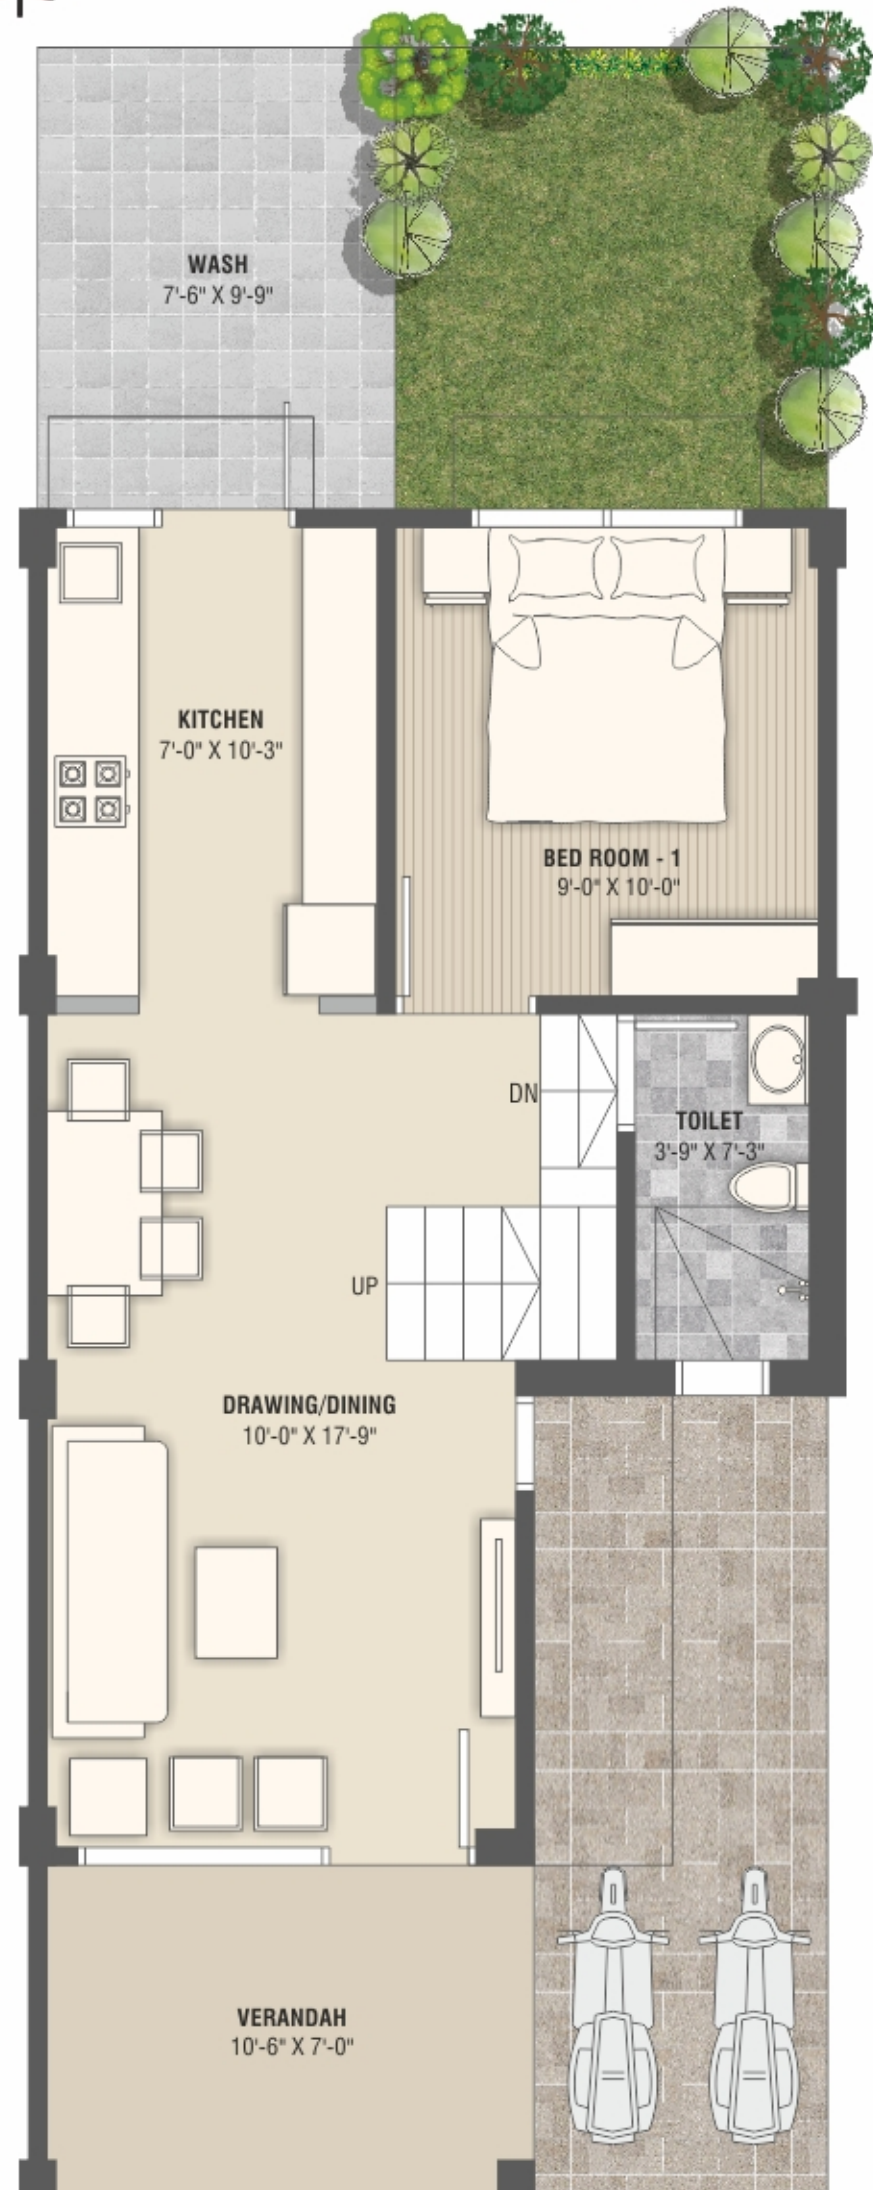 WASH
7'-6" X 9'-9"
KITCHEN
7'-0" X 10'-3"
BED ROOM - 1
9'-0" X 10'-0"
DN
TOILET
3'-9" X 7'-3"
UP
DRAWING/DINING
10'-0" X 17'-9"
VERANDAH
10'-6" X 7'-0"